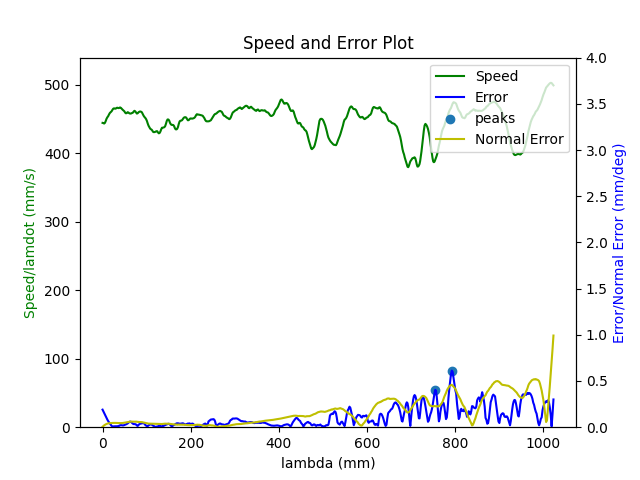 Speed and Error Plot
Speed
Error
peaks
Normal Error
500
400
300
200
100
0
Speed/lamdot (mm/s)
4.0
3.5
3.0
2.5
2.0
1.5
1.0
0.5
0.0
Error/Normal Error (mm/deg)
0 200 400 600 800 1000
lambda (mm)